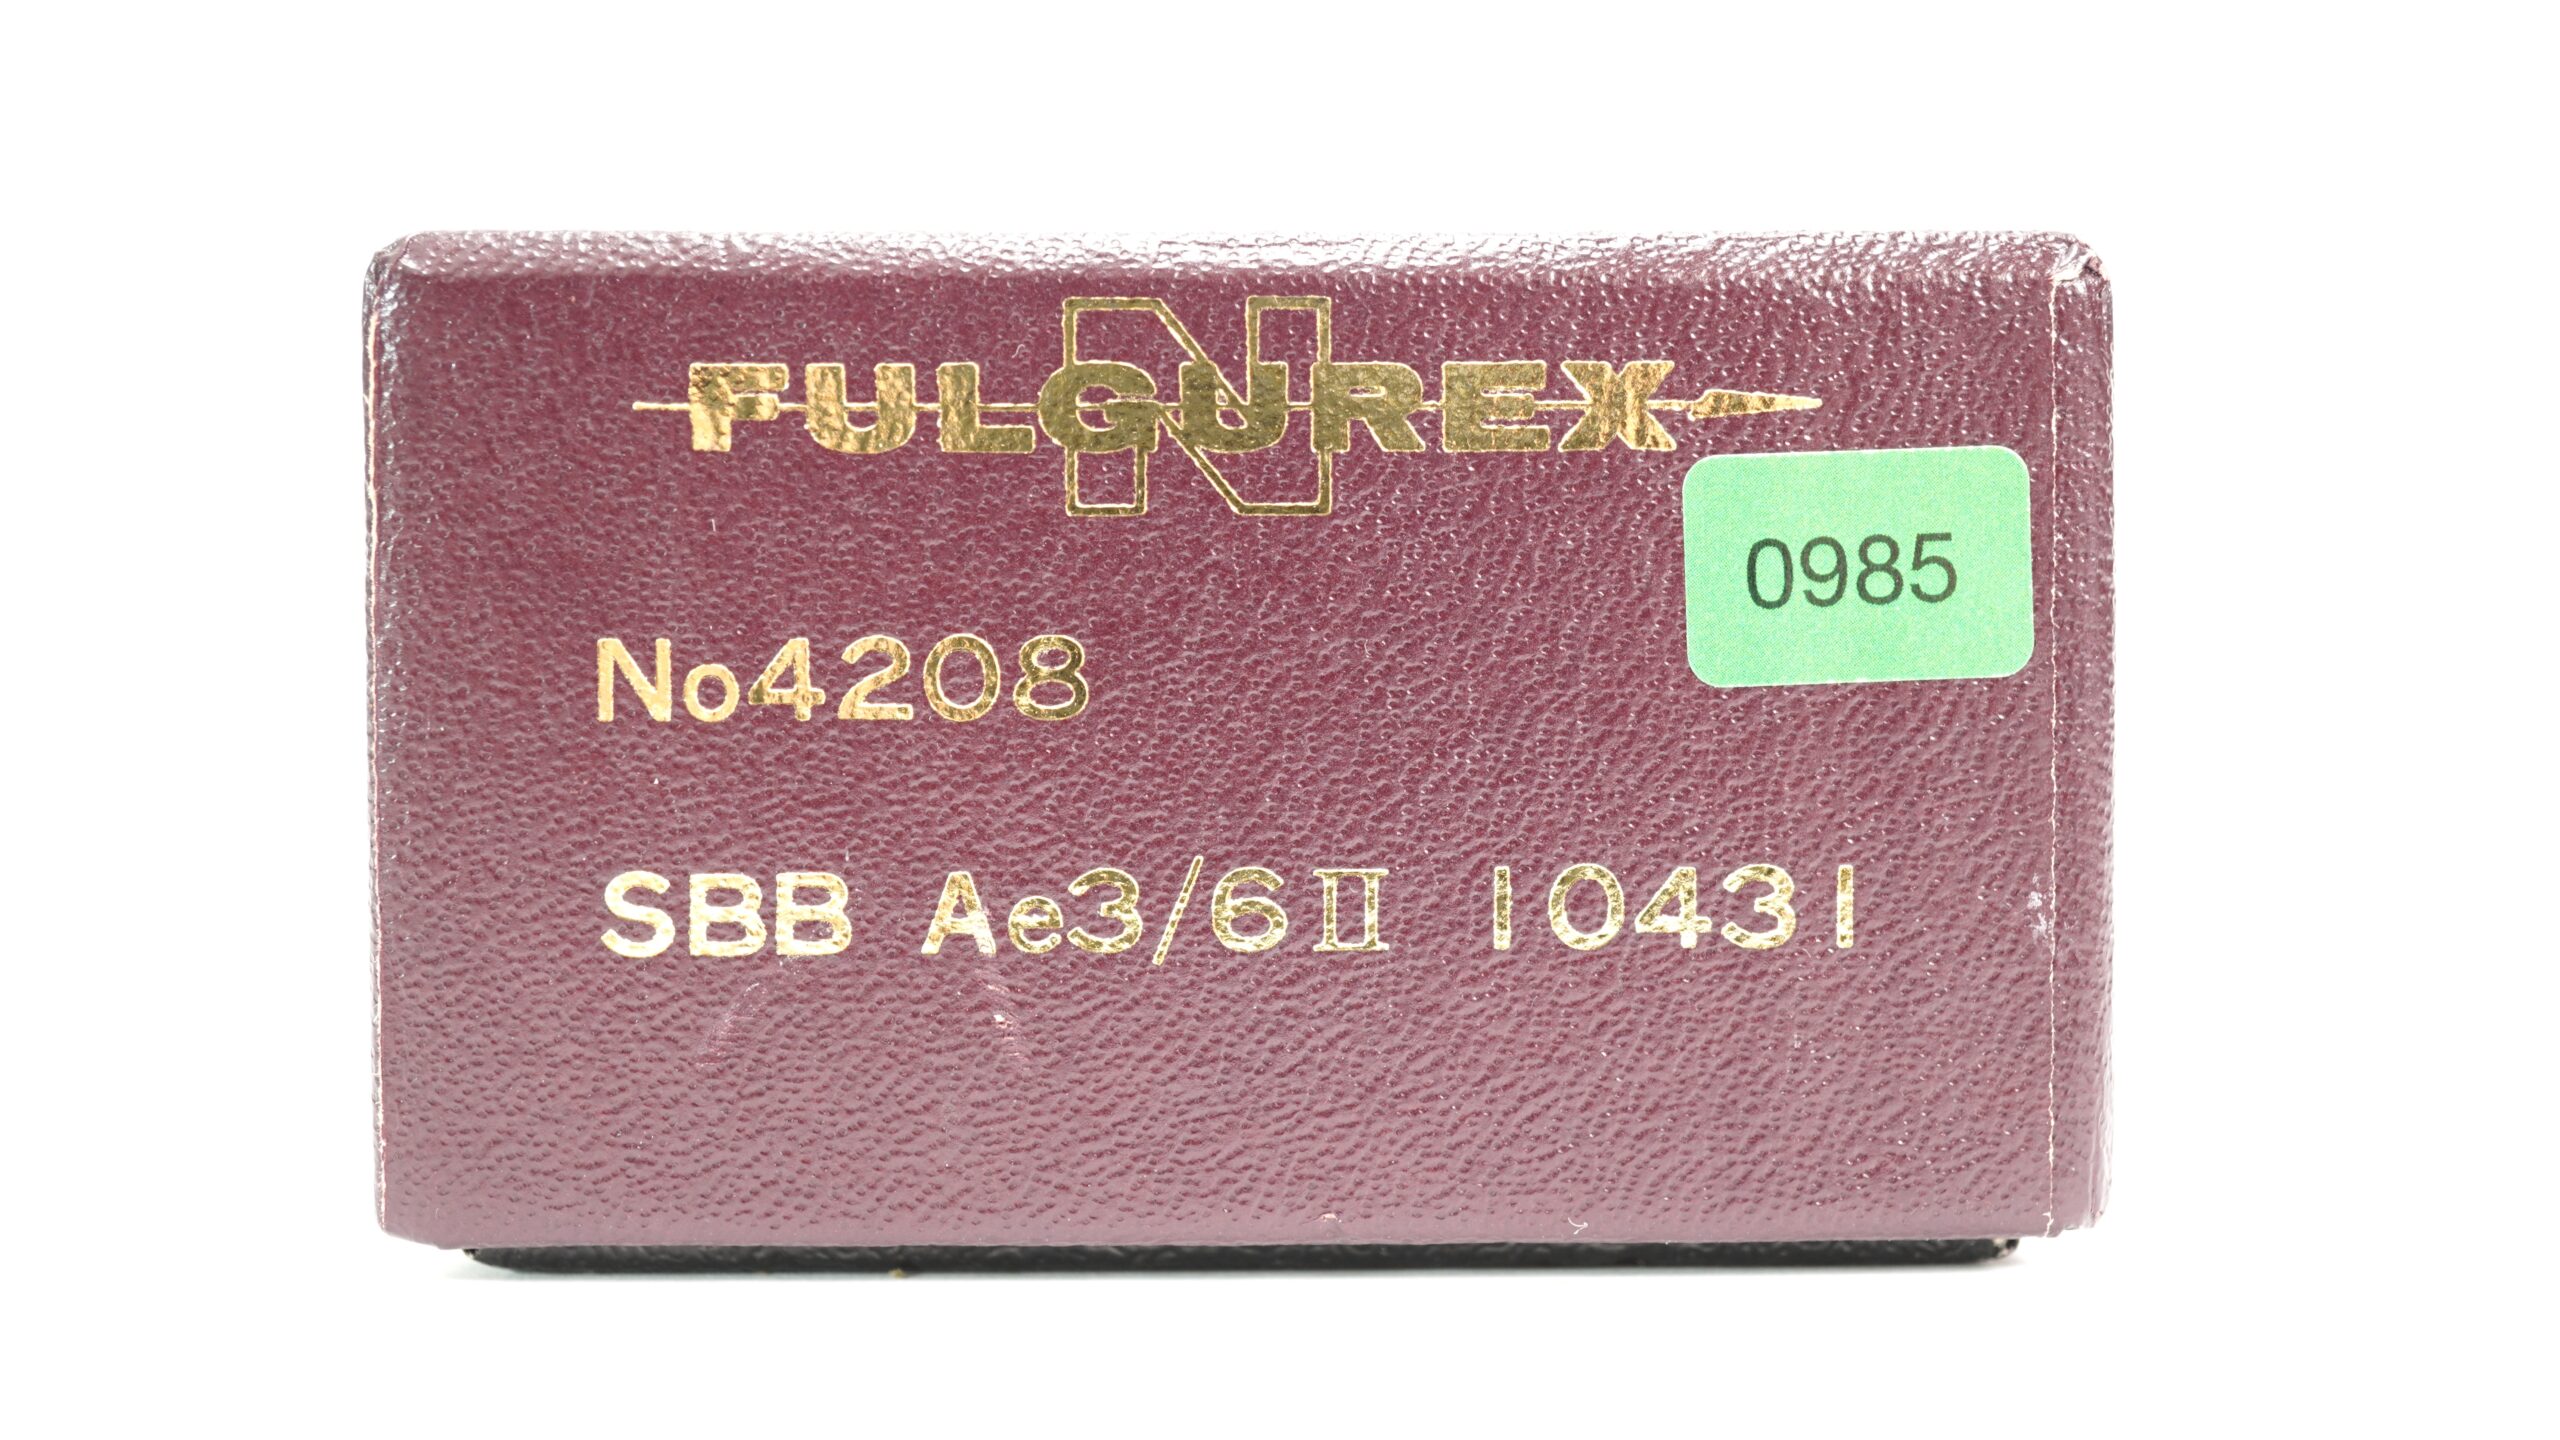 N
FULGUREX
0985
No4208
SBB Ae3/6II 10431